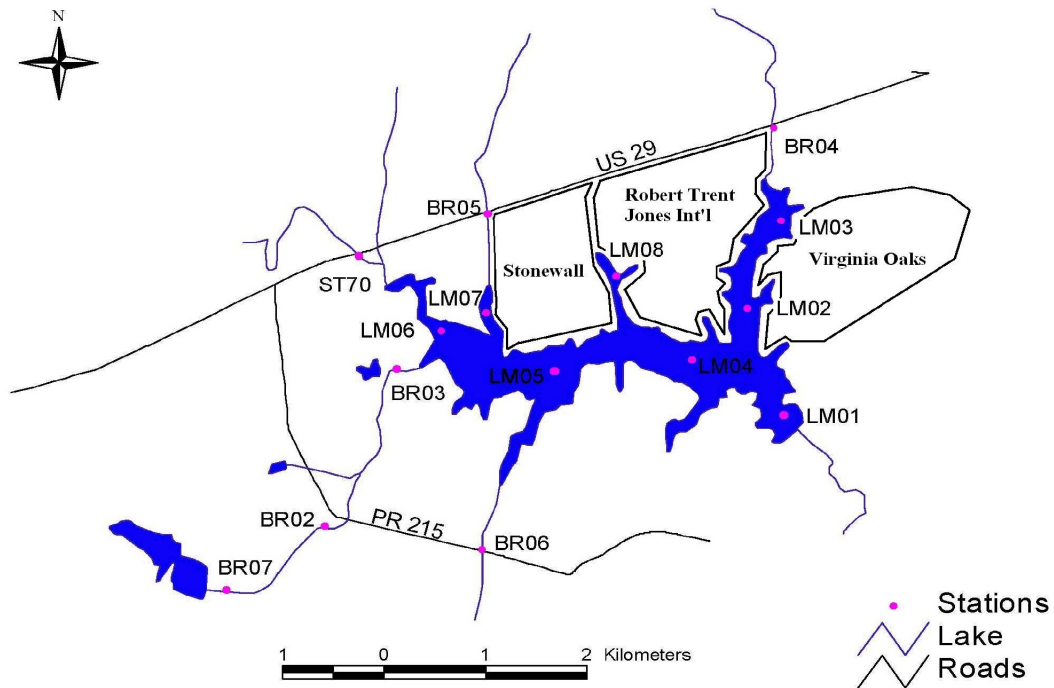 N
BR04
US 29
Robert Trent
Jones Int'l
BR05
LM03
ST70
Stonewall
LM08
Virginia Oaks
LM07
LM02
LM06
BR03
LM05
LM04
LM01
BR02
PR 215
BR06
BR07
Stations
Lake
Roads
1 0 1 2 Kilometers